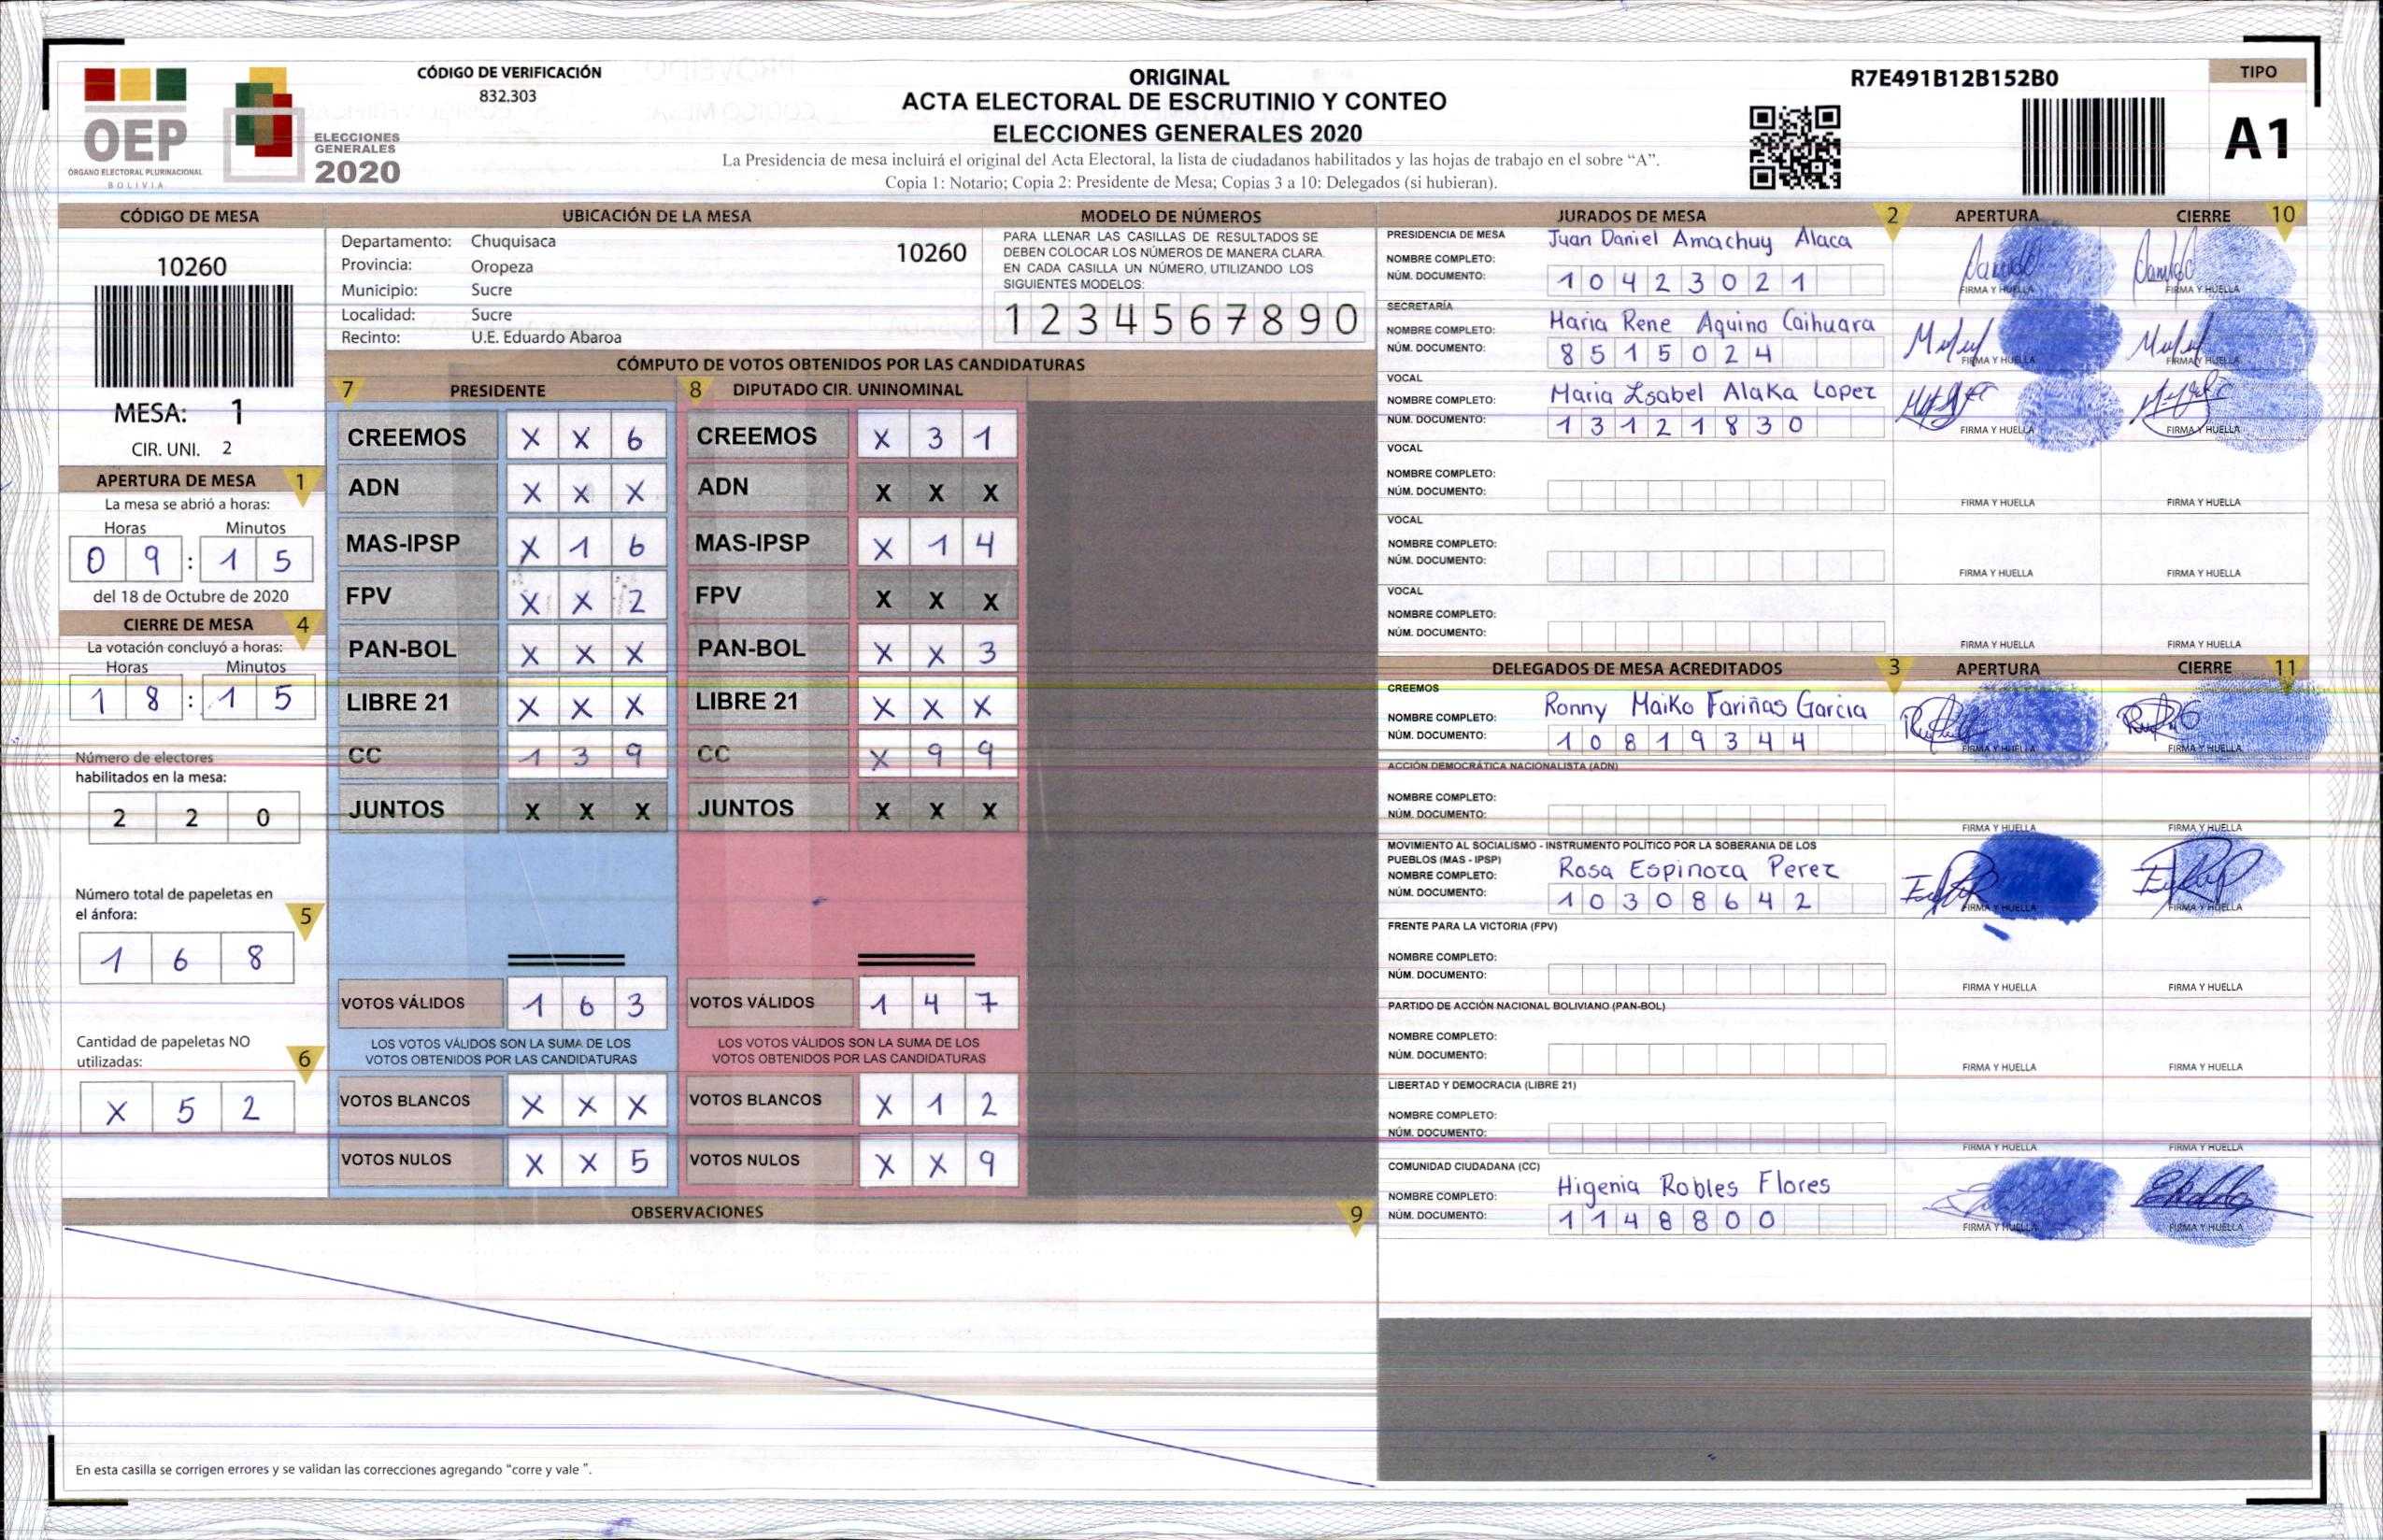 CÓDIGO DE VERIFICACIÓN
832.303
OEP
ÓRGANO ELECTORAL PLURINACIONAL
BOLIVIA
ELECCIONES
GENERALES
2020
ORIGINAL
ACTA ELECTORAL DE ESCRUTINIO Y CONTEO
ELECCIONES GENERALES 2020
La Presidencia de mesa incluirá el original del Acta Electoral, la lista de ciudadanos habilitados y las hojas de trabajo en el sobre “A”.
Copia 1: Notario; Copia 2: Presidente de Mesa; Copias 3 a 10: Delegados (si hubieran).
R7E491B12B152B0
TIPO
A1
CÓDIGO DE MESA
10260
MESA: 1
CIR. UNI. 2
APERTURA DE MESA 1
La mesa se abrió a horas:
Horas Minutos
0 9 : 1 5
del 18 de Octubre de 2020
CIERRE DE MESA 4
La votación concluyó a horas:
Horas Minutos
1 8 : 1 5
Número de electores
habilitados en la mesa:
2 2 0
Número total de papeletas en
el ánfora: 5
1 6 8
Cantidad de papeletas NO
utilizadas: 6
X 5 2
UBICACIÓN DE LA MESA
Departamento: Chuquisaca 10260
Provincia: Oropeza
Municipio: Sucre
Localidad: Sucre
Recinto: U.E. Eduardo Abaroa
MODELO DE NÚMEROS
PARA LLENAR LAS CASILLAS DE RESULTADOS SE
DEBEN COLOCAR LOS NÚMEROS DE MANERA CLARA.
EN CADA CASILLA UN NÚMERO, UTILIZANDO LOS
SIGUIENTES MODELOS:
1 2 3 4 5 6 7 8 9 0
CÓMPUTO DE VOTOS OBTENIDOS POR LAS CANDIDATURAS
7 PRESIDENTE
CREEMOS X X 6
ADN X X X
MAS-IPSP X 1 6
FPV X X 2
PAN-BOL X X X
LIBRE 21 X X X
CC 1 3 9
JUNTOS X X X
VOTOS VÁLIDOS 1 6 3
LOS VOTOS VÁLIDOS SON LA SUMA DE LOS
VOTOS OBTENIDOS POR LAS CANDIDATURAS
VOTOS BLANCOS X X X
VOTOS NULOS X X 5
8 DIPUTADO CIR. UNINOMINAL
CREEMOS X 3 1
ADN X X X
MAS-IPSP X 1 4
FPV X X X
PAN-BOL X X 3
LIBRE 21 X X X
CC X 9 9
JUNTOS X X X
VOTOS VÁLIDOS 1 4 7
LOS VOTOS VÁLIDOS SON LA SUMA DE LOS
VOTOS OBTENIDOS POR LAS CANDIDATURAS
VOTOS BLANCOS X 1 2
VOTOS NULOS X X 9
OBSERVACIONES 9
En esta casilla se corrigen errores y se validan las correcciones agregando “corre y vale ”.
JURADOS DE MESA 2 APERTURA CIERRE 10
PRESIDENCIA DE MESA
NOMBRE COMPLETO: Juan Daniel Amachuy Alaca
NÚM. DOCUMENTO: 1 0 4 2 3 0 2 1
FIRMA Y HUELLA FIRMA Y HUELLA
SECRETARÍA
NOMBRE COMPLETO: Maria Rene Aquino Caihuara
NÚM. DOCUMENTO: 8 5 1 5 0 2 4
FIRMA Y HUELLA FIRMA Y HUELLA
VOCAL
NOMBRE COMPLETO: Maria Isabel Alaka Lopez
NÚM. DOCUMENTO: 1 3 1 2 1 8 3 0
FIRMA Y HUELLA FIRMA Y HUELLA
VOCAL
NOMBRE COMPLETO:
NÚM. DOCUMENTO:
FIRMA Y HUELLA FIRMA Y HUELLA
VOCAL
NOMBRE COMPLETO:
NÚM. DOCUMENTO:
FIRMA Y HUELLA FIRMA Y HUELLA
VOCAL
NOMBRE COMPLETO:
NÚM. DOCUMENTO:
FIRMA Y HUELLA FIRMA Y HUELLA
DELEGADOS DE MESA ACREDITADOS 3 APERTURA CIERRE 11
CREEMOS
NOMBRE COMPLETO: Ronny Maiko Fariñas Garcia
NÚM. DOCUMENTO: 1 0 8 1 9 3 4 4
FIRMA Y HUELLA FIRMA Y HUELLA
ACCIÓN DEMOCRÁTICA NACIONALISTA (ADN)
NOMBRE COMPLETO:
NÚM. DOCUMENTO:
FIRMA Y HUELLA FIRMA Y HUELLA
MOVIMIENTO AL SOCIALISMO - INSTRUMENTO POLÍTICO POR LA SOBERANIA DE LOS
PUEBLOS (MAS - IPSP)
NOMBRE COMPLETO: Rosa Espinoza Perez
NÚM. DOCUMENTO: 1 0 3 0 8 6 4 2
FIRMA Y HUELLA FIRMA Y HUELLA
FRENTE PARA LA VICTORIA (FPV)
NOMBRE COMPLETO:
NÚM. DOCUMENTO:
FIRMA Y HUELLA FIRMA Y HUELLA
PARTIDO DE ACCIÓN NACIONAL BOLIVIANO (PAN-BOL)
NOMBRE COMPLETO:
NÚM. DOCUMENTO:
FIRMA Y HUELLA FIRMA Y HUELLA
LIBERTAD Y DEMOCRACIA (LIBRE 21)
NOMBRE COMPLETO:
NÚM. DOCUMENTO:
FIRMA Y HUELLA FIRMA Y HUELLA
COMUNIDAD CIUDADANA (CC)
NOMBRE COMPLETO: Higenia Robles Flores
NÚM. DOCUMENTO: 1 1 4 8 8 0 0
FIRMA Y HUELLA FIRMA Y HUELLA